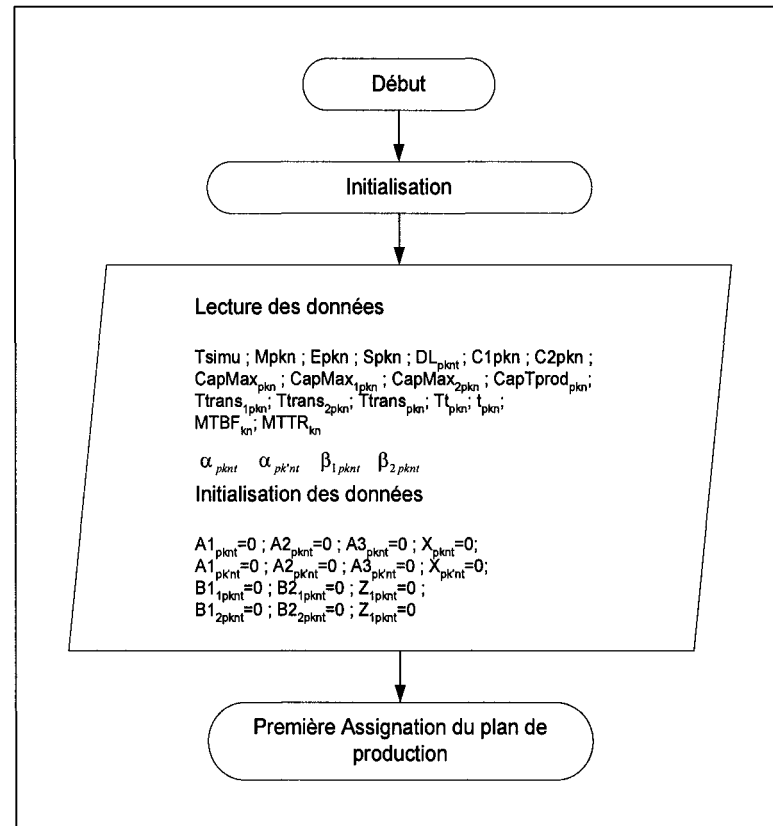 Début
Initialisation
Lecture des données
Tsimu ; Mpkn ; Epkn ; Spkn ; DL_pknt ; C1pkn ; C2pkn ;
CapMax_pkn ; CapMax_1pkn ; CapMax_2pkn ; CapTprod_pkn;
Ttrans_1pkn; Ttrans_2pkn; Ttrans_pkn; Tt_pkn; t_pkn;
MTBF_kn; MTTR_kn
α_pknt α_pk'nt β_1pknt β_2pknt
Initialisation des données
A1_pknt=0 ; A2_pknt=0 ; A3_pknt=0 ; X_pknt=0;
A1_pk'nt=0 ; A2_pk'nt=0 ; A3_pk'nt=0 ; X_pk'nt=0;
B1_1pknt=0 ; B2_1pknt=0 ; Z_1pknt=0 ;
B1_2pknt=0 ; B2_2pknt=0 ; Z_1pknt=0
Première Assignation du plan de
production